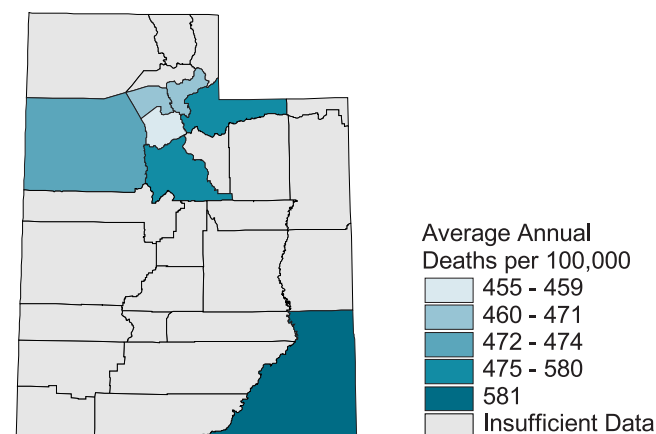 Average Annual
Deaths per 100,000
455 - 459
460 - 471
472 - 474
475 - 580
581
Insufficient Data